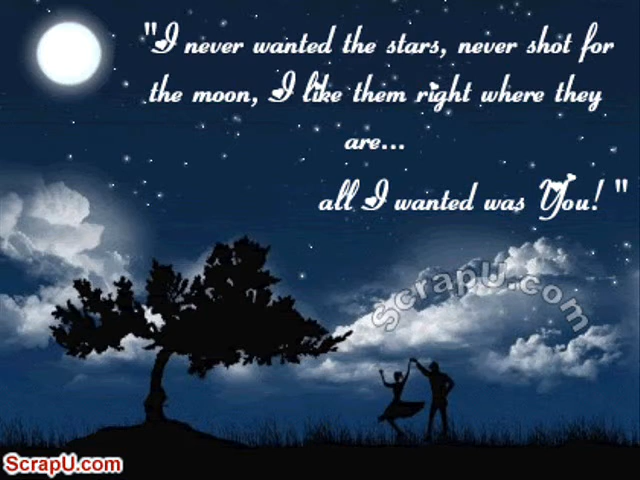 "I never wanted the stars, never shot for
the moon, I like them right where they
are...
all I wanted was You! "
ScrapU.com
ScrapU.com